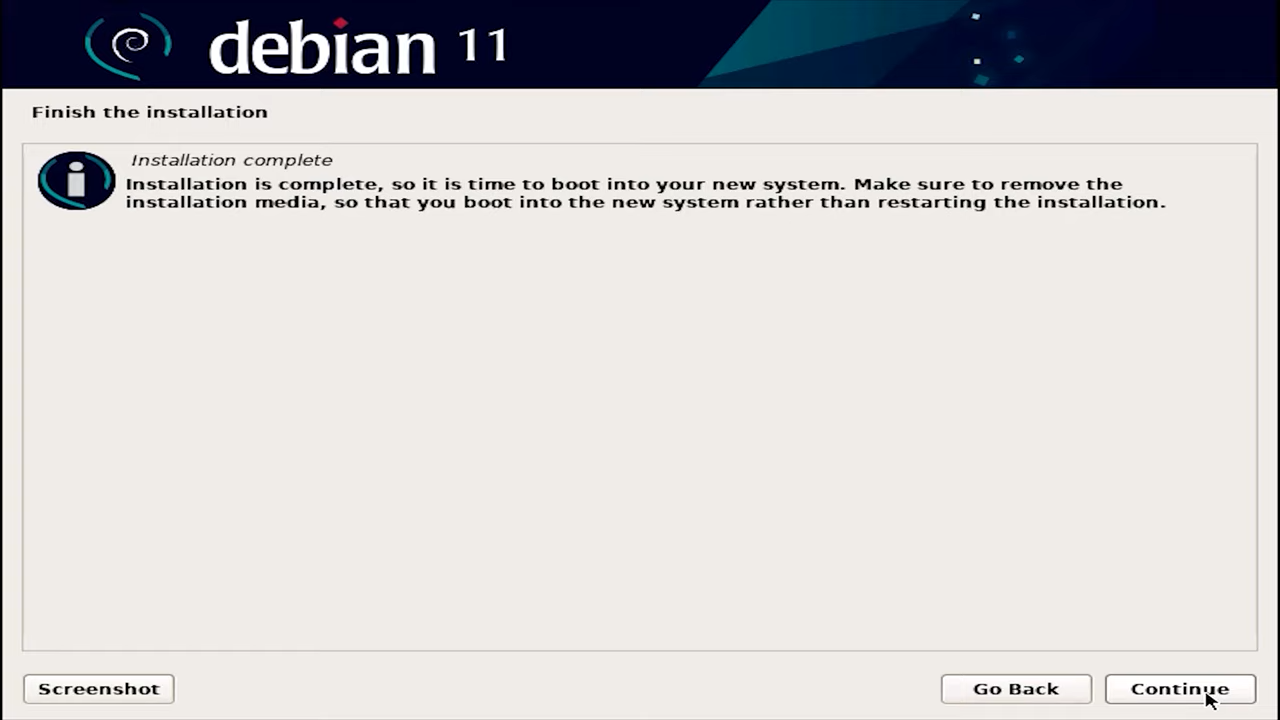 debian 11
Finish the installation
Installation complete
Installation is complete, so it is time to boot into your new system. Make sure to remove the
installation media, so that you boot into the new system rather than restarting the installation.
Screenshot
Go Back
Continue